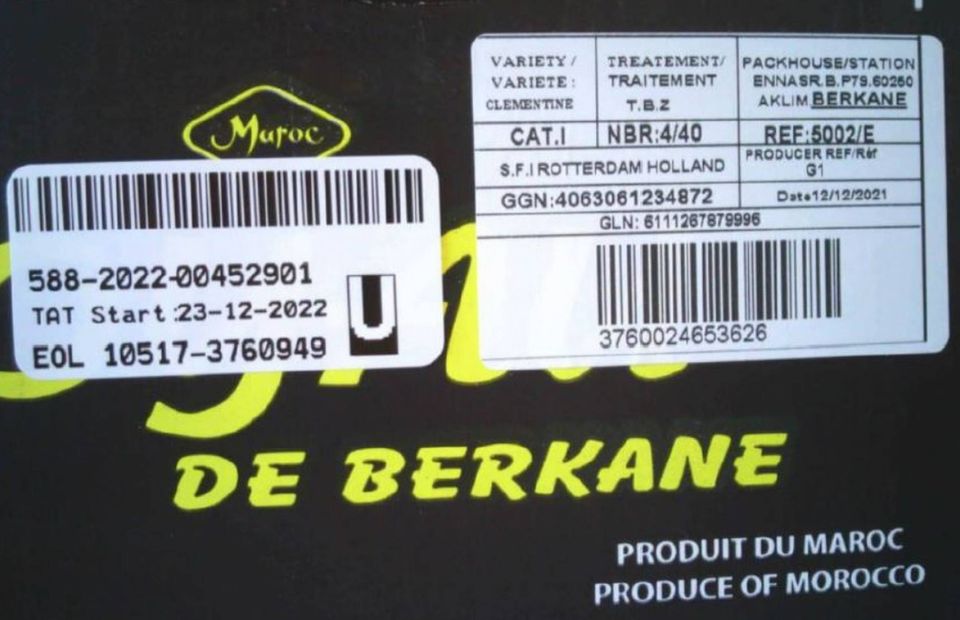 Maroc
588-2022-00452901
TAT Start:23-12-2022
EOL 10517-3760949
U
VARIETY /
VARIETE :
CLEMENTINE
TREATEMENT/
TRAITEMENT
T.B.Z
PACKHOUSE/STATION
ENNASR.B.P79.60250
AKLIM.BERKANE
CAT.I
NBR:4/40
REF:5002/E
S.F.I ROTTERDAM HOLLAND
PRODUCER REF/Réf
G1
GGN:4063061234872
Date12/12/2021
GLN: 6111267879996
3760024653626
DE BERKANE
PRODUIT DU MAROC
PRODUCE OF MOROCCO